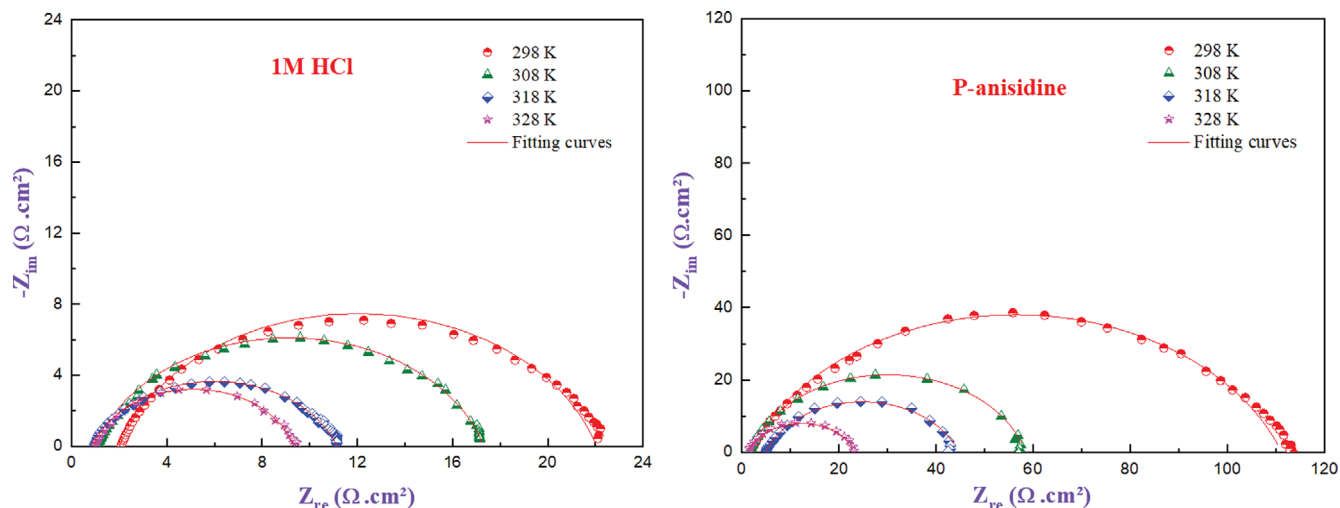 24
20
16
12
8
4
0
-Z_im (Ω .cm²)
1M HCl
298 K
308 K
318 K
328 K
Fitting curves
0 4 8 12 16 20 24
Z_re (Ω .cm²)
120
100
80
60
40
20
0
-Z_im (Ω.cm²)
P-anisidine
298 K
308 K
318 K
328 K
Fitting curves
0 20 40 60 80 100 120
Z_re (Ω .cm²)